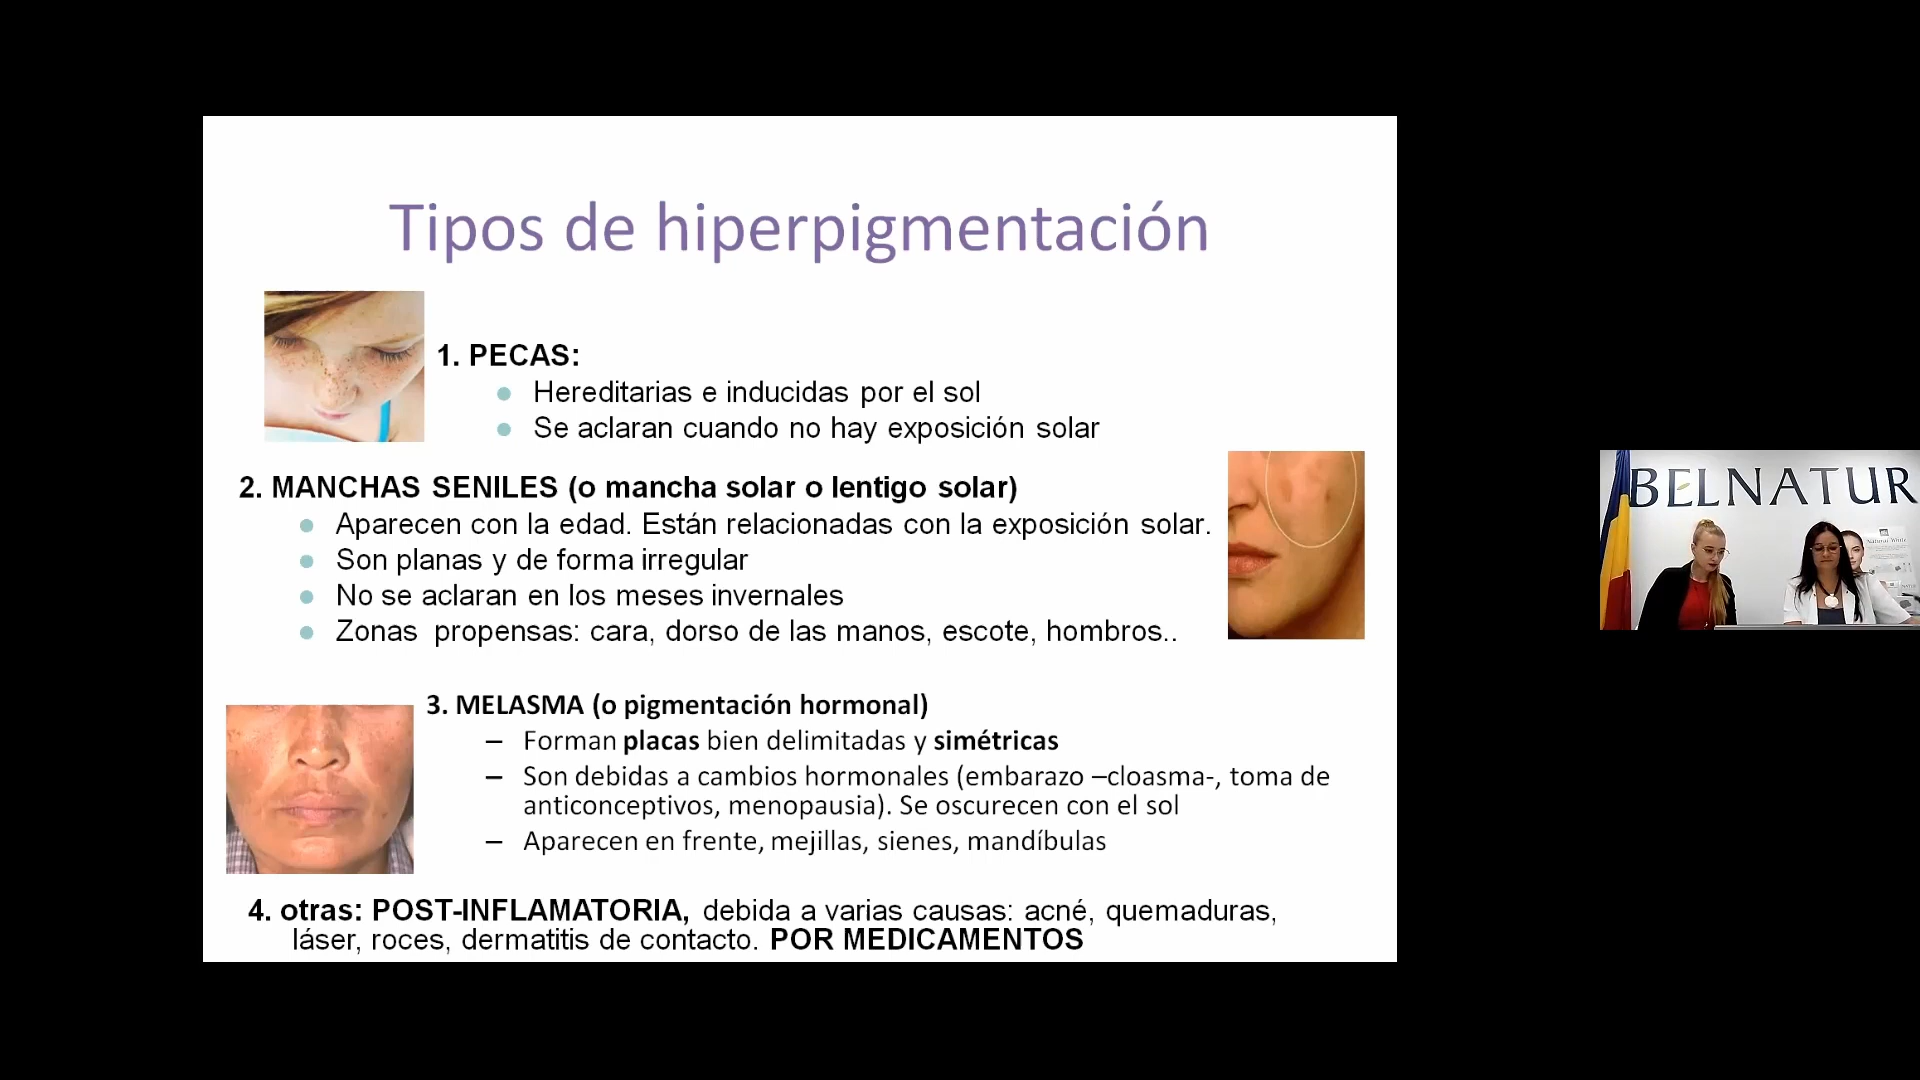 Tipos de hiperpigmentación
1. PECAS:
Hereditarias e inducidas por el sol
Se aclaran cuando no hay exposición solar
2. MANCHAS SENILES (o mancha solar o lentigo solar)
Aparecen con la edad. Están relacionadas con la exposición solar.
Son planas y de forma irregular
No se aclaran en los meses invernales
Zonas propensas: cara, dorso de las manos, escote, hombros..
3. MELASMA (o pigmentación hormonal)
– Forman placas bien delimitadas y simétricas
– Son debidas a cambios hormonales (embarazo –cloasma-, toma de
anticonceptivos, menopausia). Se oscurecen con el sol
– Aparecen en frente, mejillas, sienes, mandíbulas
4. otras: POST-INFLAMATORIA, debida a varias causas: acné, quemaduras,
láser, roces, dermatitis de contacto. POR MEDICAMENTOS
BELNATUR
Natural White